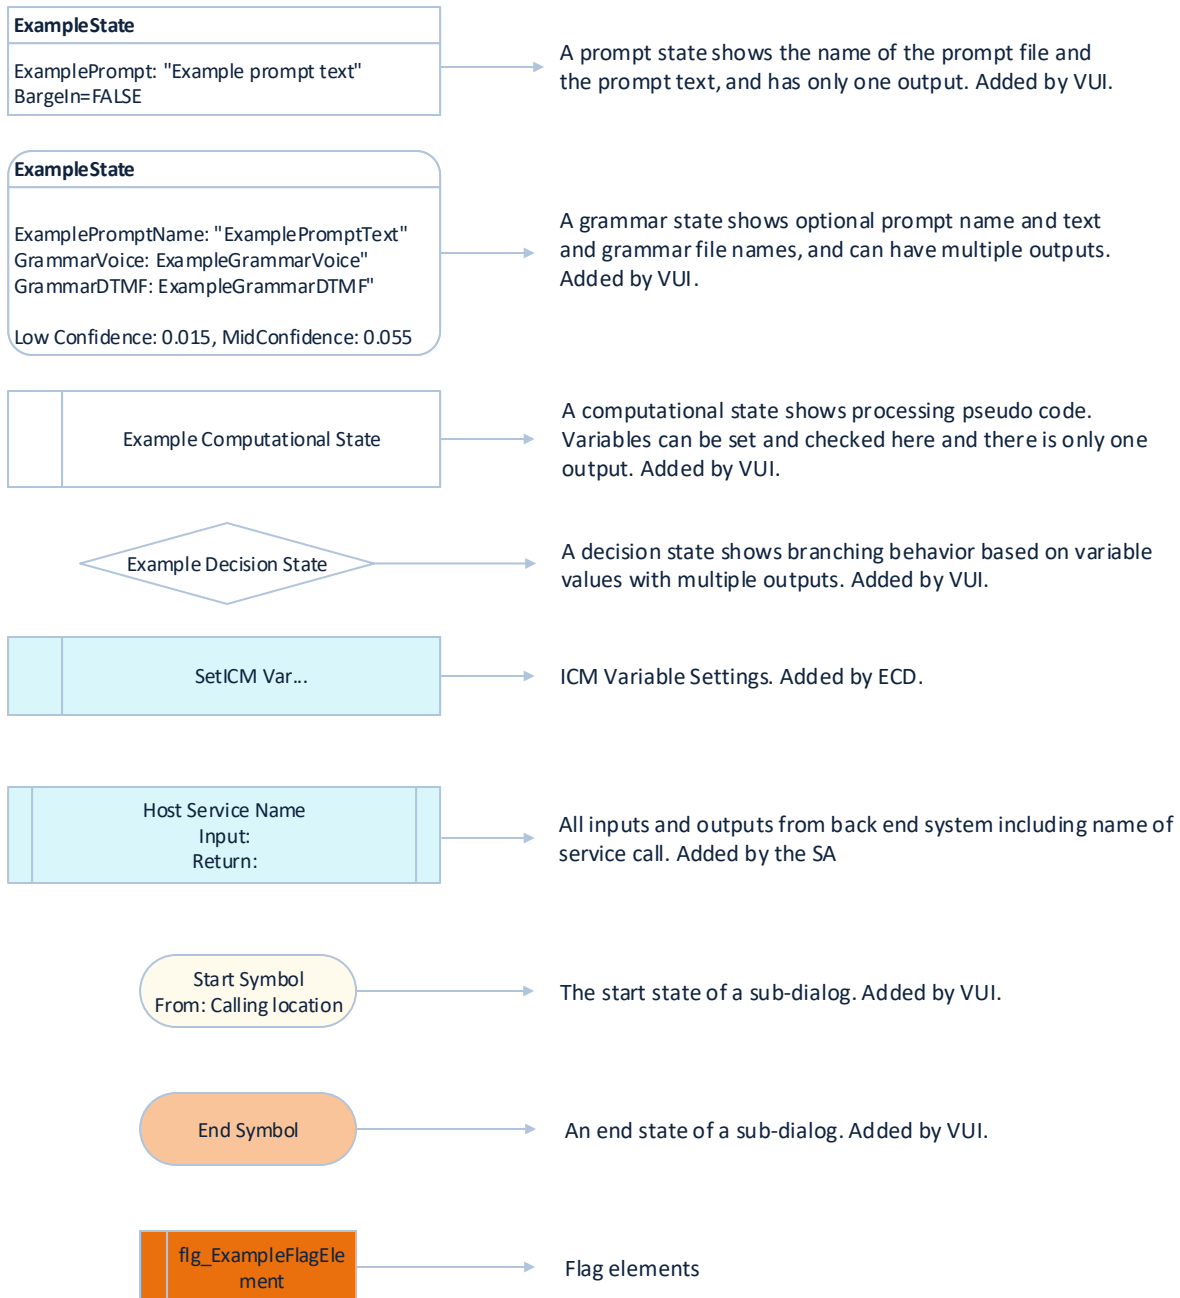 ExampleState
ExamplePrompt: "Example prompt text"
BargeIn=FALSE
A prompt state shows the name of the prompt file and
the prompt text, and has only one output. Added by VUI.
ExampleState
ExamplePromptName: "ExamplePromptText"
GrammarVoice: ExampleGrammarVoice"
GrammarDTMF: ExampleGrammarDTMF"
Low Confidence: 0.015, MidConfidence: 0.055
A grammar state shows optional prompt name and text
and grammar file names, and can have multiple outputs.
Added by VUI.
Example Computational State
A computational state shows processing pseudo code.
Variables can be set and checked here and there is only one
output. Added by VUI.
Example Decision State
A decision state shows branching behavior based on variable
values with multiple outputs. Added by VUI.
SetICM Var...
ICM Variable Settings. Added by ECD.
Host Service Name
Input:
Return:
All inputs and outputs from back end system including name of
service call. Added by the SA
Start Symbol
From: Calling location
The start state of a sub-dialog. Added by VUI.
End Symbol
An end state of a sub-dialog. Added by VUI.
flg_ExampleFlagEle
ment
Flag elements